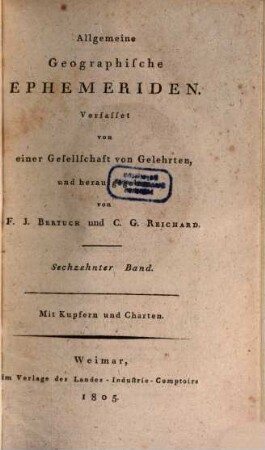 Allgemeine
Geographische
EPHEMERIDEN.
Verfasset
von
einer Gesellschaft von Gelehrten,
und herausgegeben
von
F. J. BERTUCH und C. G. REICHARD.
Sechzehnter Band.
Mit Kupfern und Charten.
Weimar,
im Verlage des Landes-Industrie-Comptoirs
1805.